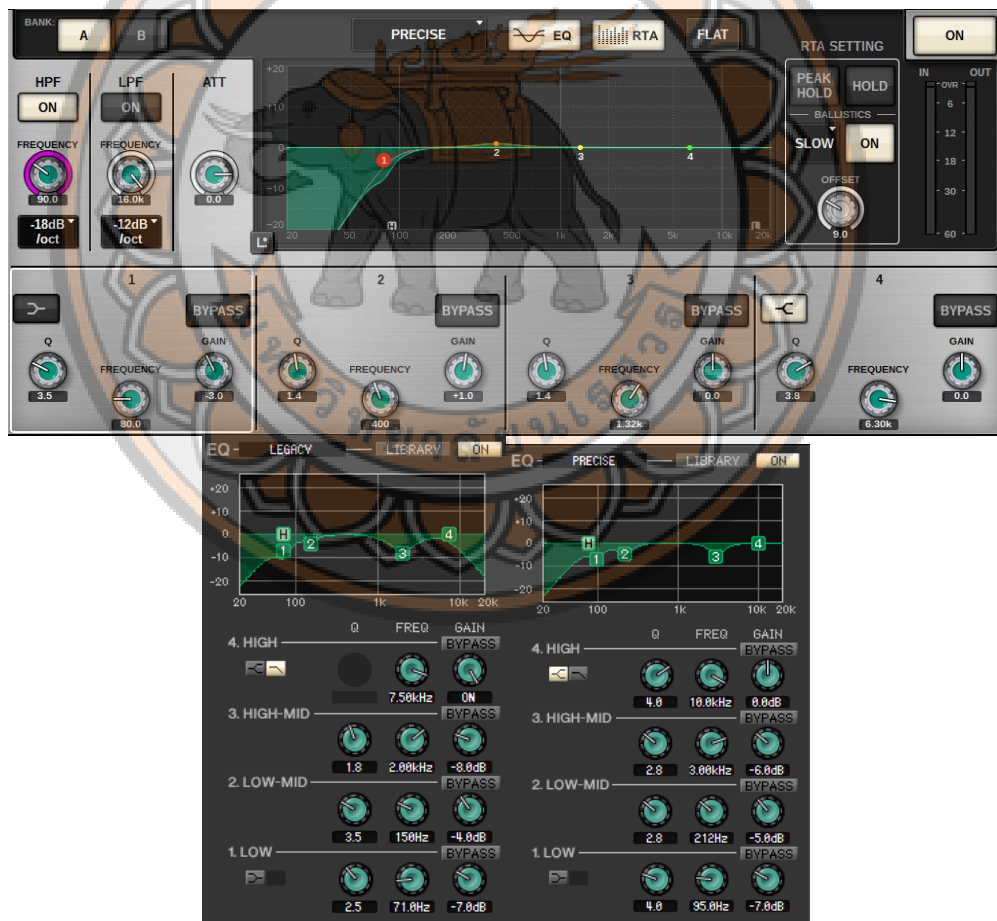 BANK: A B PRECISE EQ RTA FLAT RTA SETTING ON
HPF LPF ATT
ON ON
FREQUENCY FREQUENCY
90.0 16.0k 0.0
-18dB -12dB
/oct /oct
+20
+10
0
-10
-20
1 2 3 4
H
20 50 100 200 500 1k 2k 5k 10k 20k
PEAK HOLD
HOLD
BALLISTICS
SLOW ON
OFFSET
9.0
IN OUT
OVR
6
12
18
30
60
1 2 3 4
BYPASS BYPASS BYPASS BYPASS
Q FREQUENCY GAIN Q FREQUENCY GAIN Q FREQUENCY GAIN Q FREQUENCY GAIN
3.5 -3.0 1.4 +1.0 1.4 0.0 3.8 0.0
80.0 400 1.32k 6.30k
EQ LEGACY LIBRARY ON
+20
+10
0
-10
-20
H 1 2 3 4
20 100 1k 10k 20k
Q FREQ GAIN
4. HIGH BYPASS
7.50kHz ON
3. HIGH-MID BYPASS
1.8 2.00kHz -8.0dB
2. LOW-MID BYPASS
3.5 150Hz -4.0dB
1. LOW BYPASS
2.5 71.0Hz -7.0dB
EQ PRECISE LIBRARY ON
+20
+10
0
-10
-20
H 1 2 3 4
20 100 1k 10k 20k
Q FREQ GAIN
4. HIGH BYPASS
4.0 10.0kHz 0.0dB
3. HIGH-MID BYPASS
2.8 3.00kHz -6.0dB
2. LOW-MID BYPASS
2.8 212Hz -5.0dB
1. LOW BYPASS
4.0 95.0Hz -7.0dB